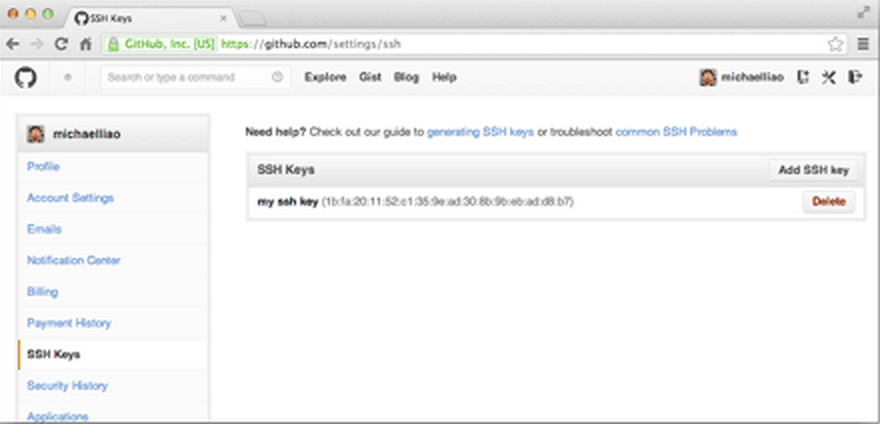 SSH Keys
GitHub, Inc. [US] https://github.com/settings/ssh
Search or type a command Explore Gist Blog Help michaelliao
michaelliao
Profile
Account Settings
Emails
Notification Center
Billing
Payment History
SSH Keys
Security History
Applications
Need help? Check out our guide to generating SSH keys or troubleshoot common SSH Problems
SSH Keys Add SSH key
my ssh key (1b:fa:20:11:52:c1:35:9e:ad:30:8b:9b:eb:ad:d8:b7) Delete